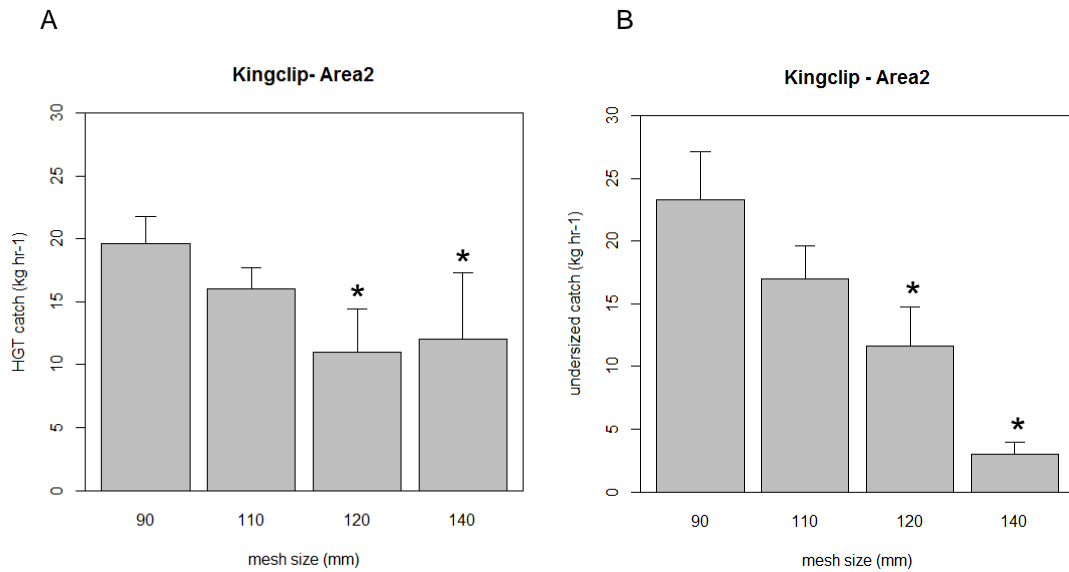 A
Kingclip- Area2
HGT catch (kg hr-1)
30
25
20
15
10
5
0
*
*
90 110 120 140
mesh size (mm)
B
Kingclip - Area2
undersized catch (kg hr-1)
30
25
20
15
10
5
0
*
*
90 110 120 140
mesh size (mm)